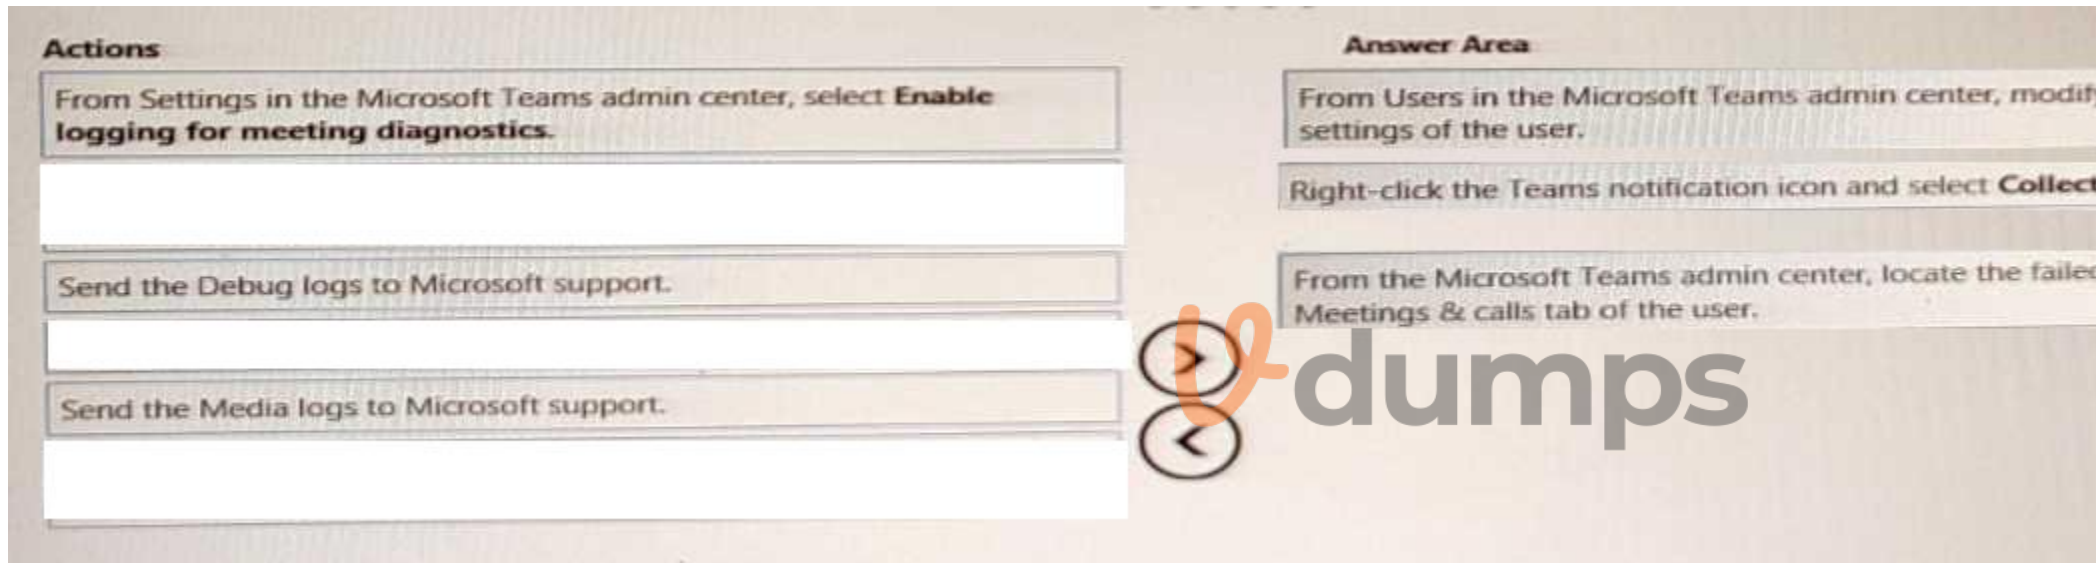 Actions
From Settings in the Microsoft Teams admin center, select Enable
logging for meeting diagnostics.
Send the Debug logs to Microsoft support.
Send the Media logs to Microsoft support.
Answer Area
From Users in the Microsoft Teams admin center, modify
settings of the user.
Right-click the Teams notification icon and select Collect
From the Microsoft Teams admin center, locate the failed
Meetings & calls tab of the user.
dumps